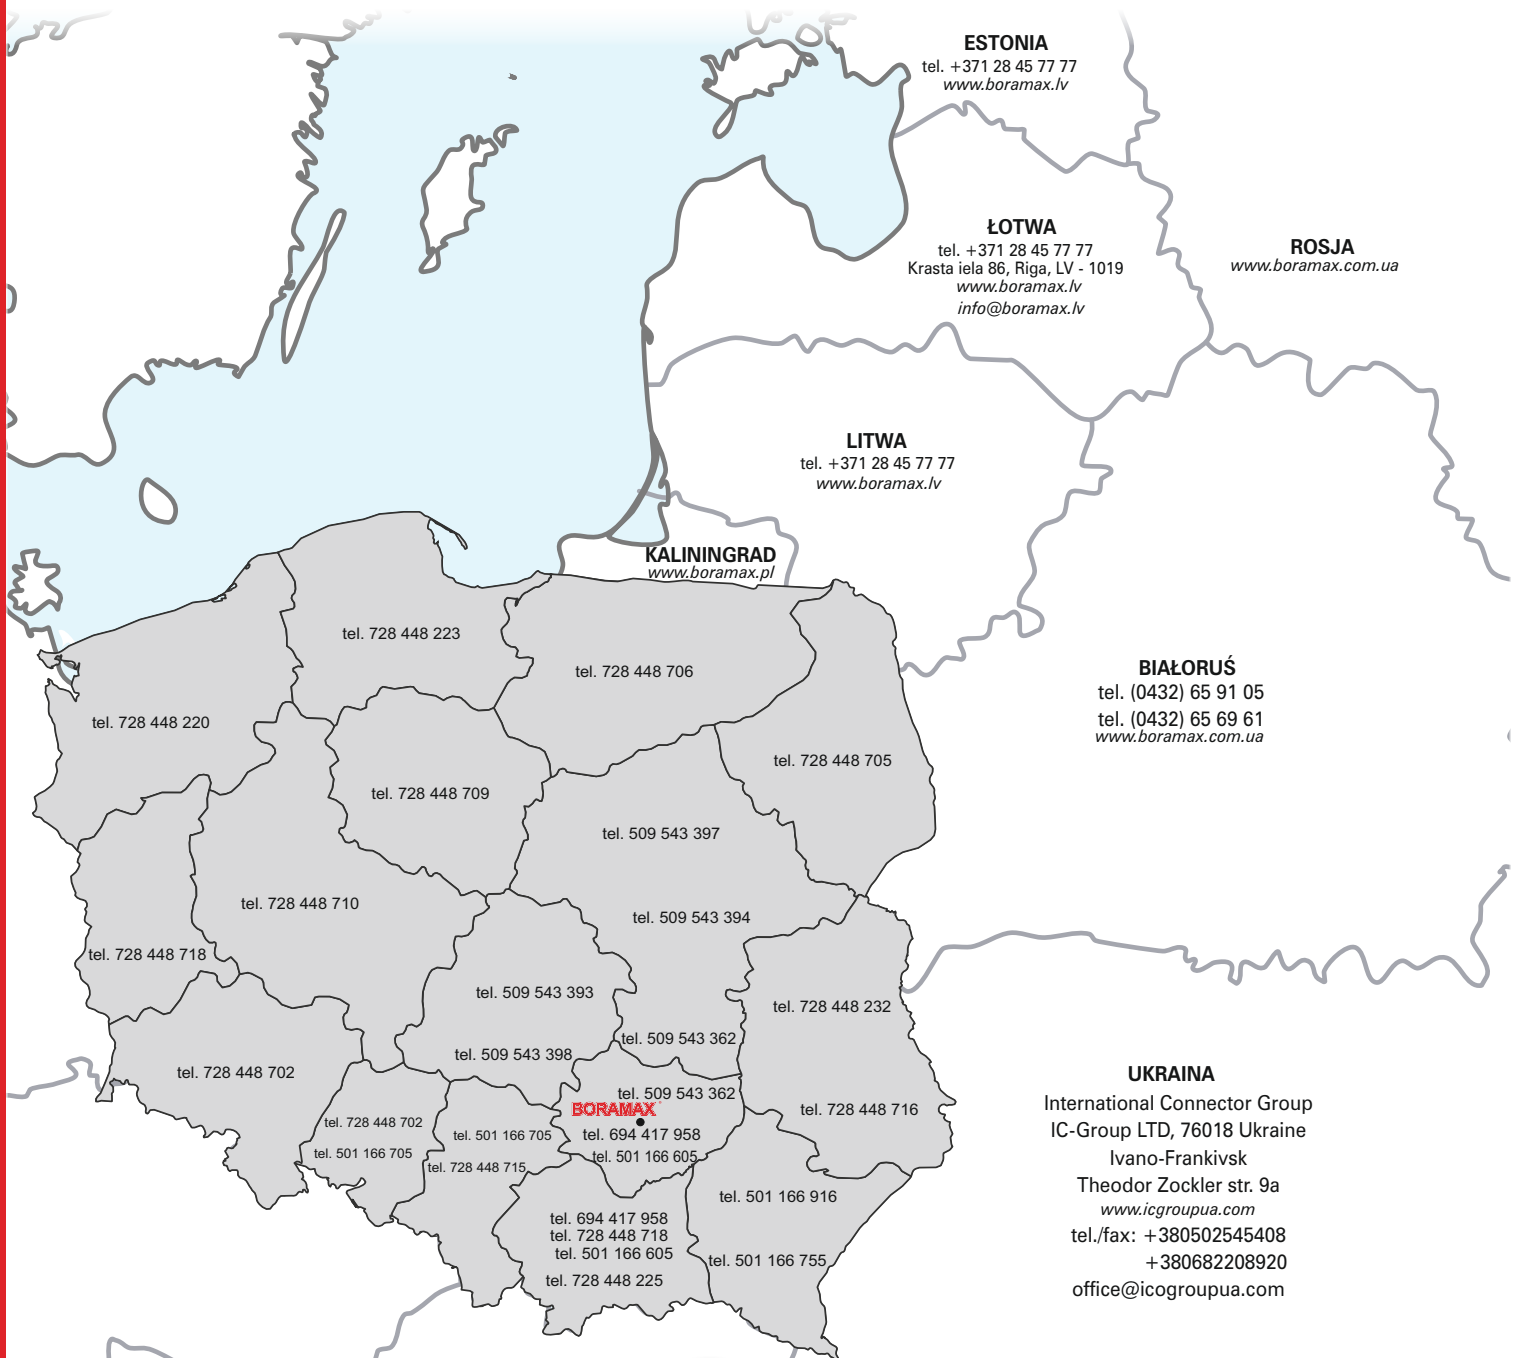 ESTONIA
tel. +371 28 45 77 77
www.boramax.lv
ŁOTWA
tel. +371 28 45 77 77
Krasta iela 86, Riga, LV - 1019
www.boramax.lv
info@boramax.lv
ROSJA
www.boramax.com.ua
LITWA
tel. +371 28 45 77 77
www.boramax.lv
KALININGRAD
www.boramax.pl
BIAŁORUŚ
tel. (0432) 65 91 05
tel. (0432) 65 69 61
www.boramax.com.ua
tel. 728 448 223
tel. 728 448 706
tel. 728 448 220
tel. 728 448 705
tel. 728 448 709
tel. 509 543 397
tel. 728 448 710
tel. 509 543 394
tel. 728 448 718
tel. 509 543 393
tel. 728 448 232
tel. 509 543 362
tel. 509 543 398
tel. 728 448 702
tel. 509 543 362
BORAMAX
tel. 728 448 716
tel. 728 448 702
tel. 501 166 705
tel. 694 417 958
tel. 501 166 705
tel. 501 166 605
tel. 728 448 715
tel. 501 166 916
tel. 694 417 958
tel. 728 448 718
tel. 501 166 605
tel. 501 166 755
tel. 728 448 225
UKRAINA
International Connector Group
IC-Group LTD, 76018 Ukraine
Ivano-Frankivsk
Theodor Zockler str. 9a
www.icgroupua.com
tel./fax: +380502545408
+380682208920
office@icogroupua.com